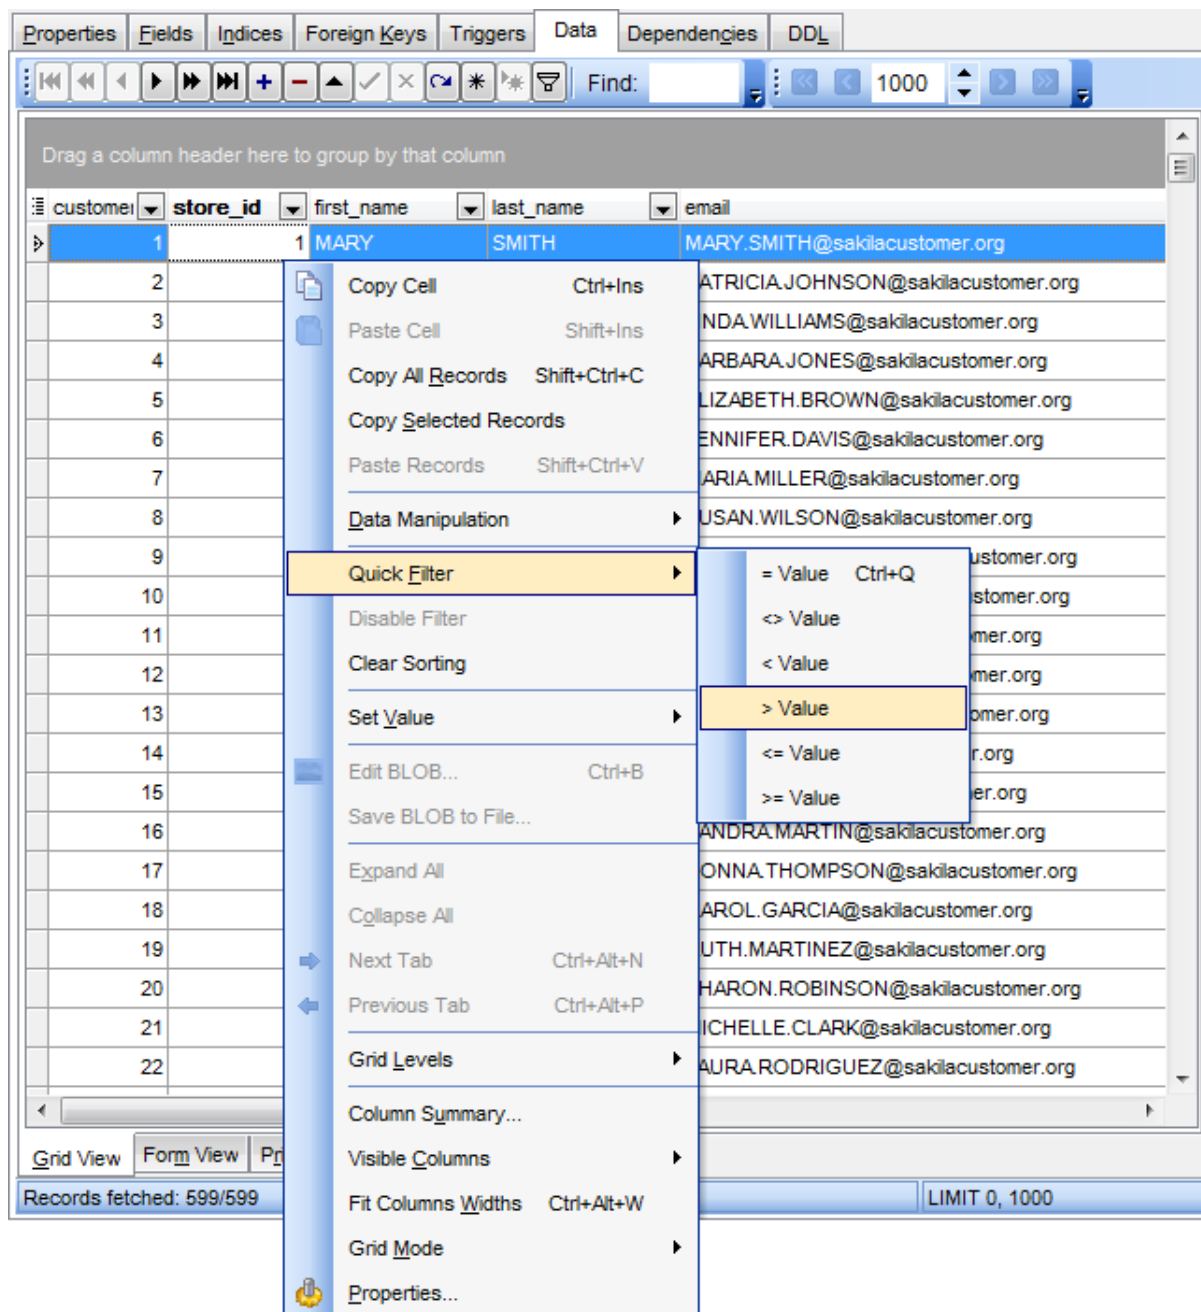 Properties Fields Indices Foreign Keys Triggers Data Dependencies DDL
Find: 1000
Drag a column header here to group by that column
customer store_id first_name last_name email
1 1 MARY SMITH MARY.SMITH@sakilacustomer.org
2 ATRICIA.JOHNSON@sakilacustomer.org
3 NDA.WILLIAMS@sakilacustomer.org
4 ARBARA.JONES@sakilacustomer.org
5 LIZABETH.BROWN@sakilacustomer.org
6 ENNIFER.DAVIS@sakilacustomer.org
7 ARIA.MILLER@sakilacustomer.org
8 USAN.WILSON@sakilacustomer.org
9 ustomer.org
10 stomer.org
11 mer.org
12 mer.org
13 omer.org
14 r.org
15 er.org
16 ANDRA.MARTIN@sakilacustomer.org
17 ONNA.THOMPSON@sakilacustomer.org
18 AROL.GARCIA@sakilacustomer.org
19 UTH.MARTINEZ@sakilacustomer.org
20 HARON.ROBINSON@sakilacustomer.org
21 ICHELLE.CLARK@sakilacustomer.org
22 AURA.RODRIGUEZ@sakilacustomer.org
Copy Cell Ctrl+Ins
Paste Cell Shift+Ins
Copy All Records Shift+Ctrl+C
Copy Selected Records
Paste Records Shift+Ctrl+V
Data Manipulation
Quick Filter
Disable Filter
Clear Sorting
Set Value
Edit BLOB... Ctrl+B
Save BLOB to File...
Expand All
Collapse All
Next Tab Ctrl+Alt+N
Previous Tab Ctrl+Alt+P
Grid Levels
Column Summary...
Visible Columns
Fit Columns Widths Ctrl+Alt+W
Grid Mode
Properties...
= Value Ctrl+Q
<> Value
< Value
> Value
<= Value
>= Value
Grid View Form View Pri
Records fetched: 599/599 LIMIT 0, 1000